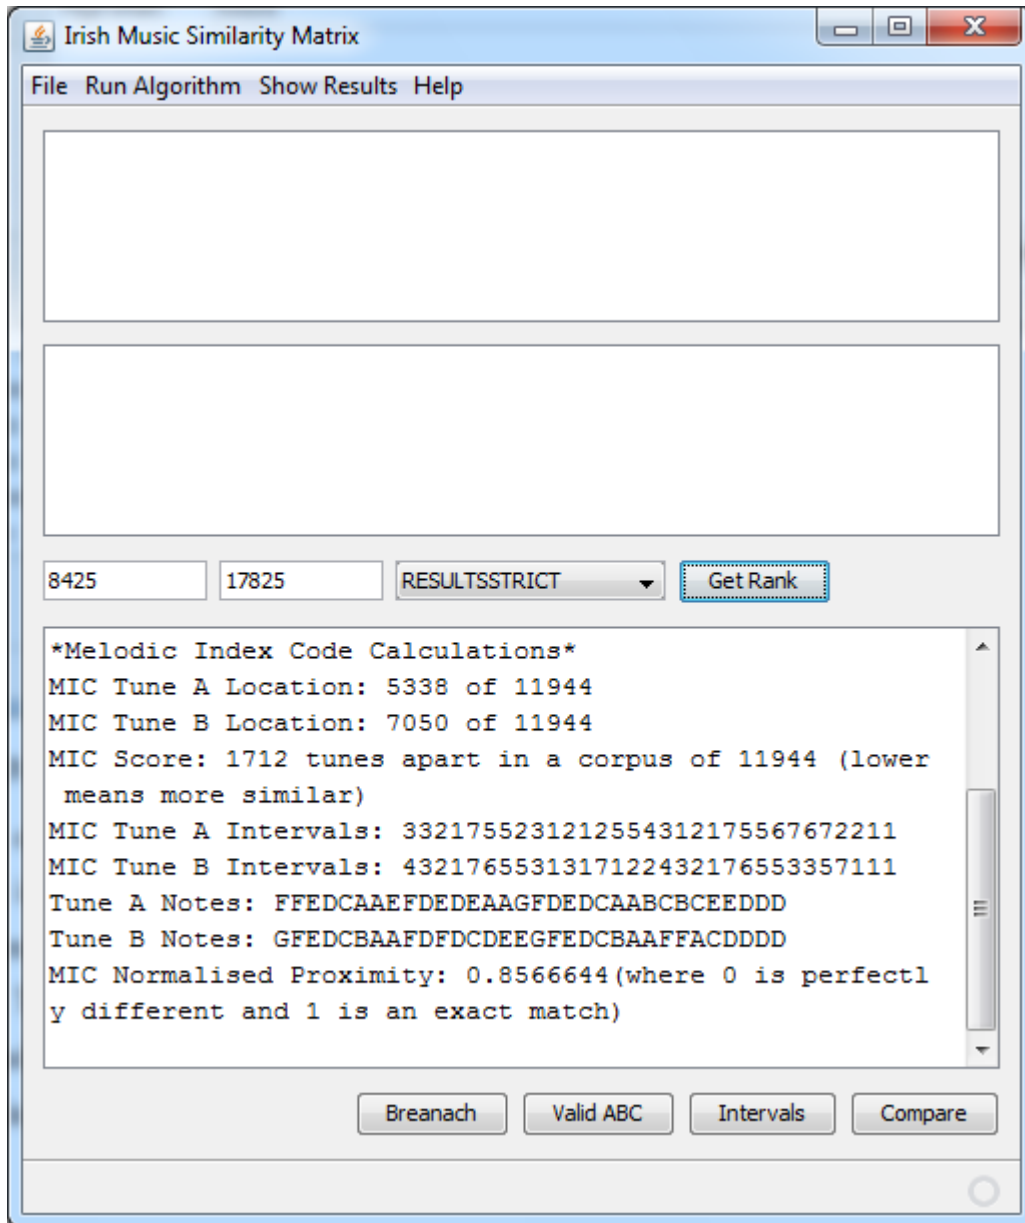 Irish Music Similarity Matrix
File Run Algorithm Show Results Help
8425 17825 RESULTSSTRICT Get Rank
*Melodic Index Code Calculations*
MIC Tune A Location: 5338 of 11944
MIC Tune B Location: 7050 of 11944
MIC Score: 1712 tunes apart in a corpus of 11944 (lower
means more similar)
MIC Tune A Intervals: 33217552312125543121755676722211
MIC Tune B Intervals: 43217655313171224321765533571111
Tune A Notes: FFEDCAAEFDEDEAAGFDEDCAABCBCEEDDD
Tune B Notes: GFEDCBAAFDFDCDEEGFEDCBAAFFACDDDD
MIC Normalised Proximity: 0.8566644(where 0 is perfectl
y different and 1 is an exact match)
Breanach Valid ABC Intervals Compare